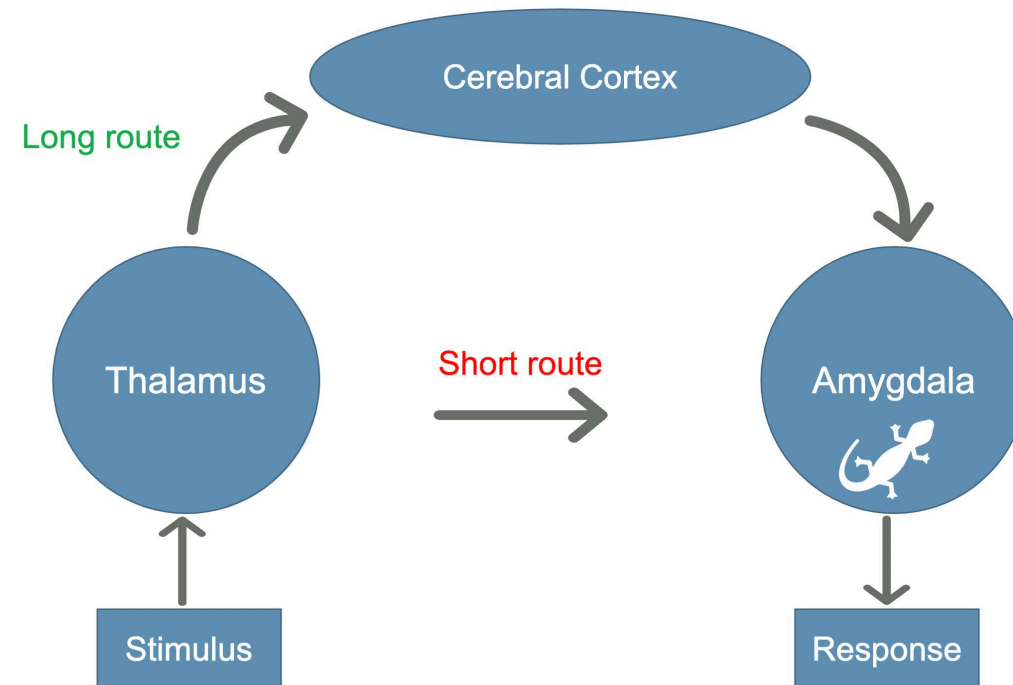 Cerebral Cortex
Long route
Thalamus
Short route
Amygdala
Stimulus
Response